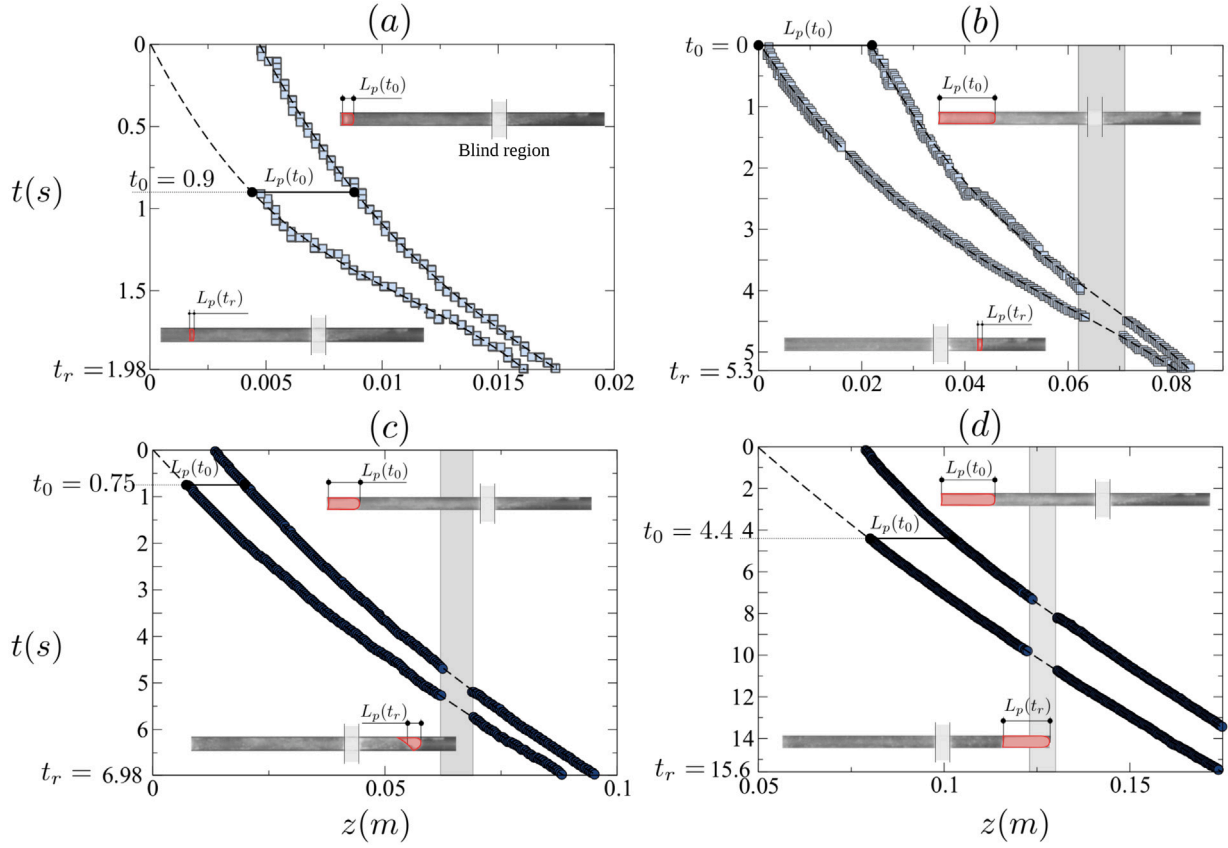 (a)
0
0.5
t_0 = 0.9
1
1.5
t_r = 1.98
t(s)
L_p(t_0)
Blind region
L_p(t_0)
L_p(t_r)
0 0.005 0.01 0.015 0.02
(b)
t_0 = 0
1
2
3
4
5
t_r = 5.3
L_p(t_0)
L_p(t_0)
L_p(t_r)
0 0.02 0.04 0.06 0.08
(c)
0
t_0 = 0.75
1
2
3
4
5
6
t_r = 6.98
t(s)
L_p(t_0)
L_p(t_0)
L_p(t_r)
0 0.05 0.1
z(m)
(d)
0
2
t_0 = 4.4
4
6
8
10
12
14
t_r = 15.6
L_p(t_0)
L_p(t_0)
L_p(t_r)
0.05 0.1 0.15
z(m)